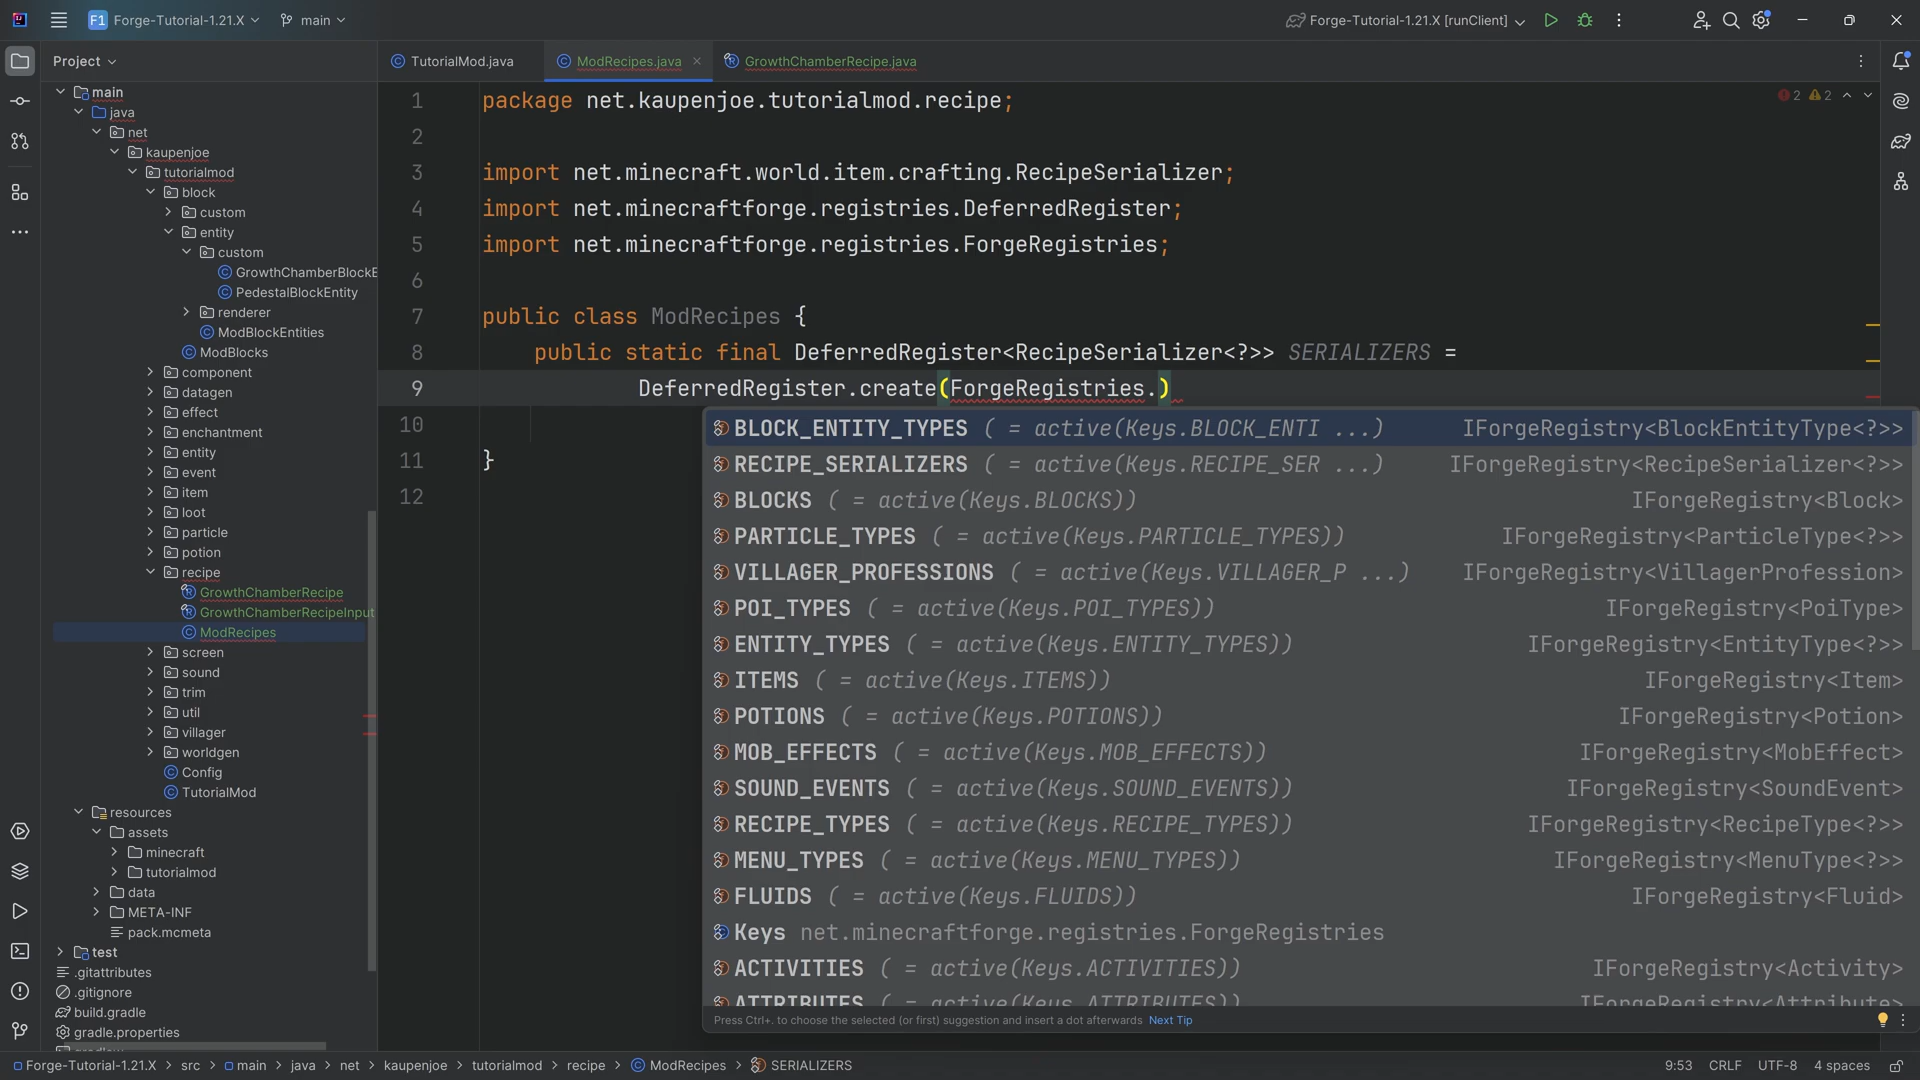 F1 Forge-Tutorial-1.21.X main Forge-Tutorial-1.21.X [runClient]
Project
TutorialMod.java ModRecipes.java GrowthChamberRecipe.java
main
java
net
kaupenjoe
tutorialmod
block
custom
entity
custom
GrowthChamberBlockE
PedestalBlockEntity
renderer
ModBlockEntities
ModBlocks
component
datagen
effect
enchantment
entity
event
item
loot
particle
potion
recipe
GrowthChamberRecipe
GrowthChamberRecipeInput
ModRecipes
screen
sound
trim
util
villager
worldgen
Config
TutorialMod
resources
assets
minecraft
tutorialmod
data
META-INF
pack.mcmeta
test
.gitattributes
.gitignore
build.gradle
gradle.properties
2 2
1 package net.kaupenjoe.tutorialmod.recipe;
2
3 import net.minecraft.world.item.crafting.RecipeSerializer;
4 import net.minecraftforge.registries.DeferredRegister;
5 import net.minecraftforge.registries.ForgeRegistries;
6
7 public class ModRecipes {
8 public static final DeferredRegister<RecipeSerializer<?>> SERIALIZERS =
9 DeferredRegister.create(ForgeRegistries.)
10
11 }
12
BLOCK_ENTITY_TYPES ( = active(Keys.BLOCK_ENTI ...) IForgeRegistry<BlockEntityType<?>>
RECIPE_SERIALIZERS ( = active(Keys.RECIPE_SER ...) IForgeRegistry<RecipeSerializer<?>>
BLOCKS ( = active(Keys.BLOCKS)) IForgeRegistry<Block>
PARTICLE_TYPES ( = active(Keys.PARTICLE_TYPES)) IForgeRegistry<ParticleType<?>>
VILLAGER_PROFESSIONS ( = active(Keys.VILLAGER_P ...) IForgeRegistry<VillagerProfession>
POI_TYPES ( = active(Keys.POI_TYPES)) IForgeRegistry<PoiType>
ENTITY_TYPES ( = active(Keys.ENTITY_TYPES)) IForgeRegistry<EntityType<?>>
ITEMS ( = active(Keys.ITEMS)) IForgeRegistry<Item>
POTIONS ( = active(Keys.POTIONS)) IForgeRegistry<Potion>
MOB_EFFECTS ( = active(Keys.MOB_EFFECTS)) IForgeRegistry<MobEffect>
SOUND_EVENTS ( = active(Keys.SOUND_EVENTS)) IForgeRegistry<SoundEvent>
RECIPE_TYPES ( = active(Keys.RECIPE_TYPES)) IForgeRegistry<RecipeType<?>>
MENU_TYPES ( = active(Keys.MENU_TYPES)) IForgeRegistry<MenuType<?>>
FLUIDS ( = active(Keys.FLUIDS)) IForgeRegistry<Fluid>
Keys net.minecraftforge.registries.ForgeRegistries
ACTIVITIES ( = active(Keys.ACTIVITIES)) IForgeRegistry<Activity>
ATTRIBUTES ( = active(Keys.ATTRIBUTES)) IForgeRegistry<Attribute>
Press Ctrl+. to choose the selected (or first) suggestion and insert a dot afterwards Next Tip
Forge-Tutorial-1.21.X > src > main > java > net > kaupenjoe > tutorialmod > recipe > ModRecipes > SERIALIZERS 9:53 CRLF UTF-8 4 spaces